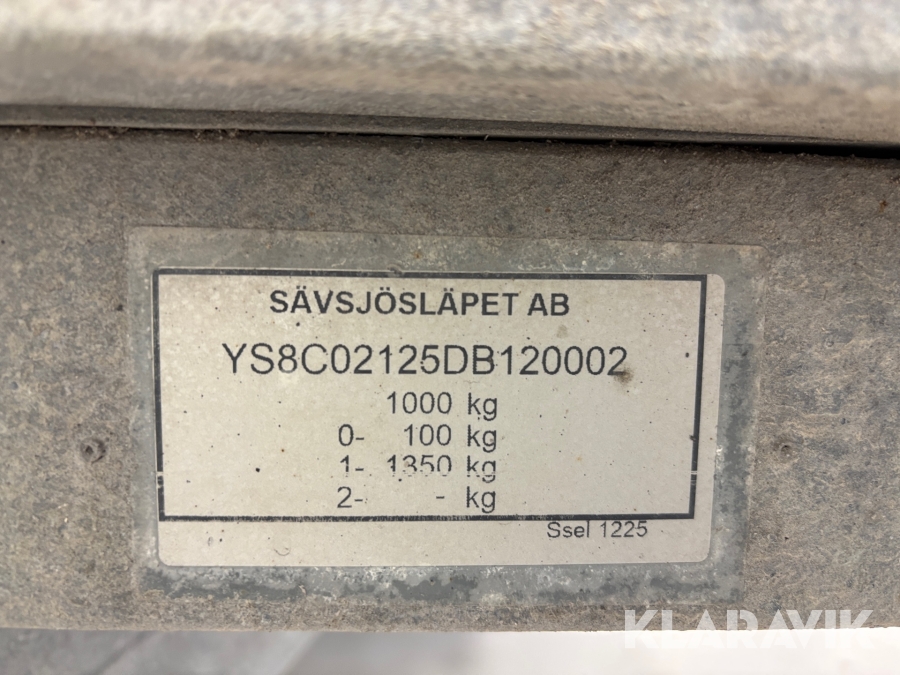 SÄVSJÖSLÄPET AB
YS8C02125DB120002
1000 kg
0- 100 kg
1- 1350 kg
2- - kg
Ssel 1225
KLARAVIK